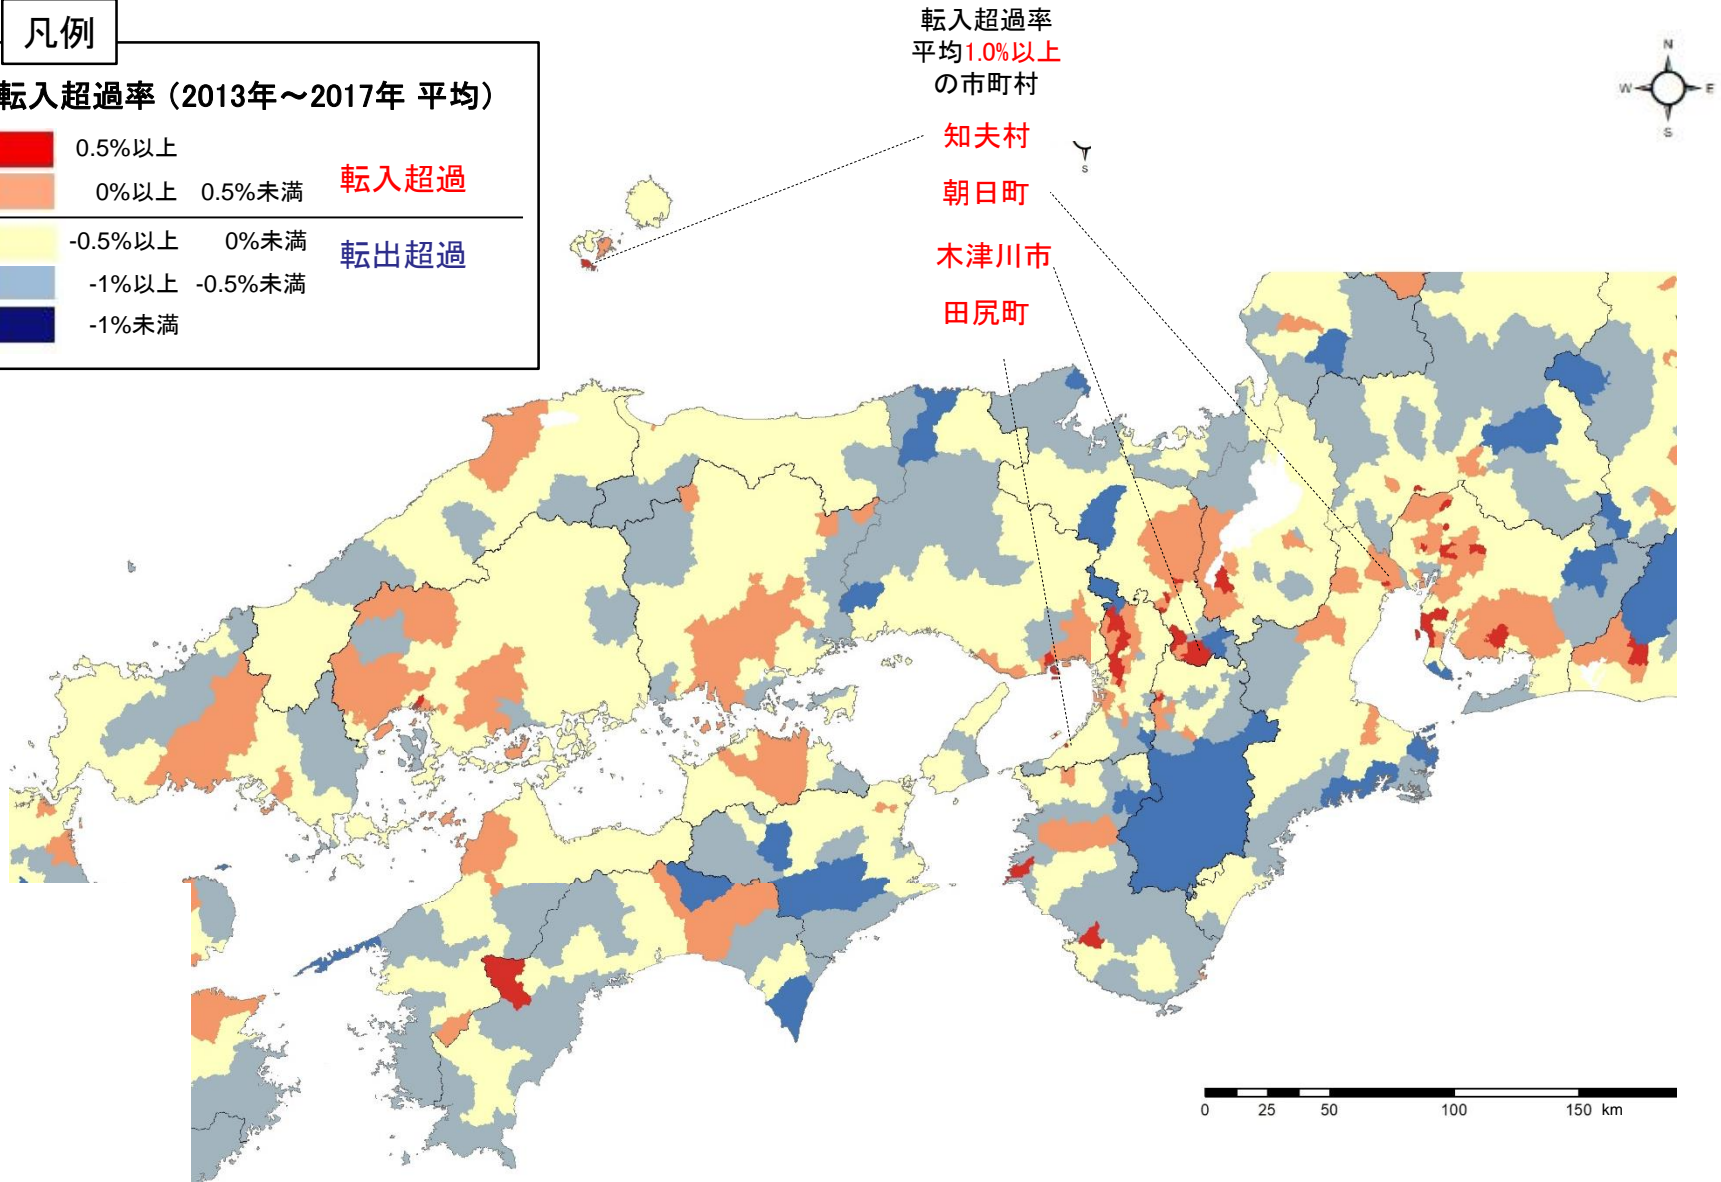 凡例
転入超過率（2013年～2017年 平均）
0.5%以上
0%以上 0.5%未満
転入超過
-0.5%以上 0%未満
転出超過
-1%以上 -0.5%未満
-1%未満
転入超過率
平均1.0%以上
の市町村
知夫村
朝日町
木津川市
田尻町
N
W E
S
S
0 25 50 100 150 km